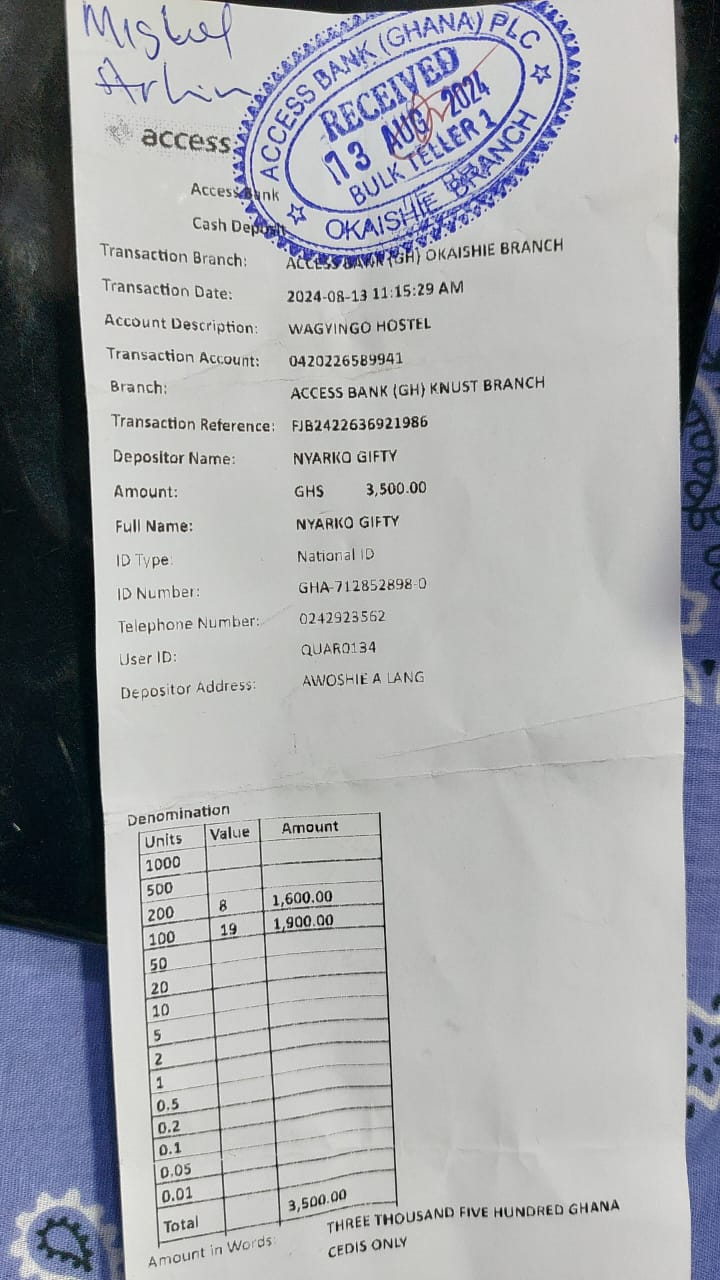 Mishel
Arhin
ACCESS BANK (GHANA) PLC
RECEIVED
13 AUG 2024
BULK TELLER 1
OKAISHIE BRANCH
access
Access Bank
Cash Deposit
Transaction Branch: ACCESS BANK (GH) OKAISHIE BRANCH
Transaction Date: 2024-08-13 11:15:29 AM
Account Description: WAGYINGO HOSTEL
Transaction Account: 0420226589941
Branch: ACCESS BANK (GH) KNUST BRANCH
Transaction Reference: FJB2422636921986
Depositor Name: NYARKO GIFTY
Amount: GHS 3,500.00
Full Name: NYARKO GIFTY
ID Type: National ID
ID Number: GHA-712852898-0
Telephone Number: 0242923562
User ID: QUAR0134
Depositor Address: AWOSHIE A LANG
Denomination
Units Value Amount
1000
500
200 8 1,600.00
100 19 1,900.00
50
20
10
5
2
1
0.5
0.2
0.1
0.05
0.01
Total 3,500.00
Amount in Words: THREE THOUSAND FIVE HUNDRED GHANA
CEDIS ONLY